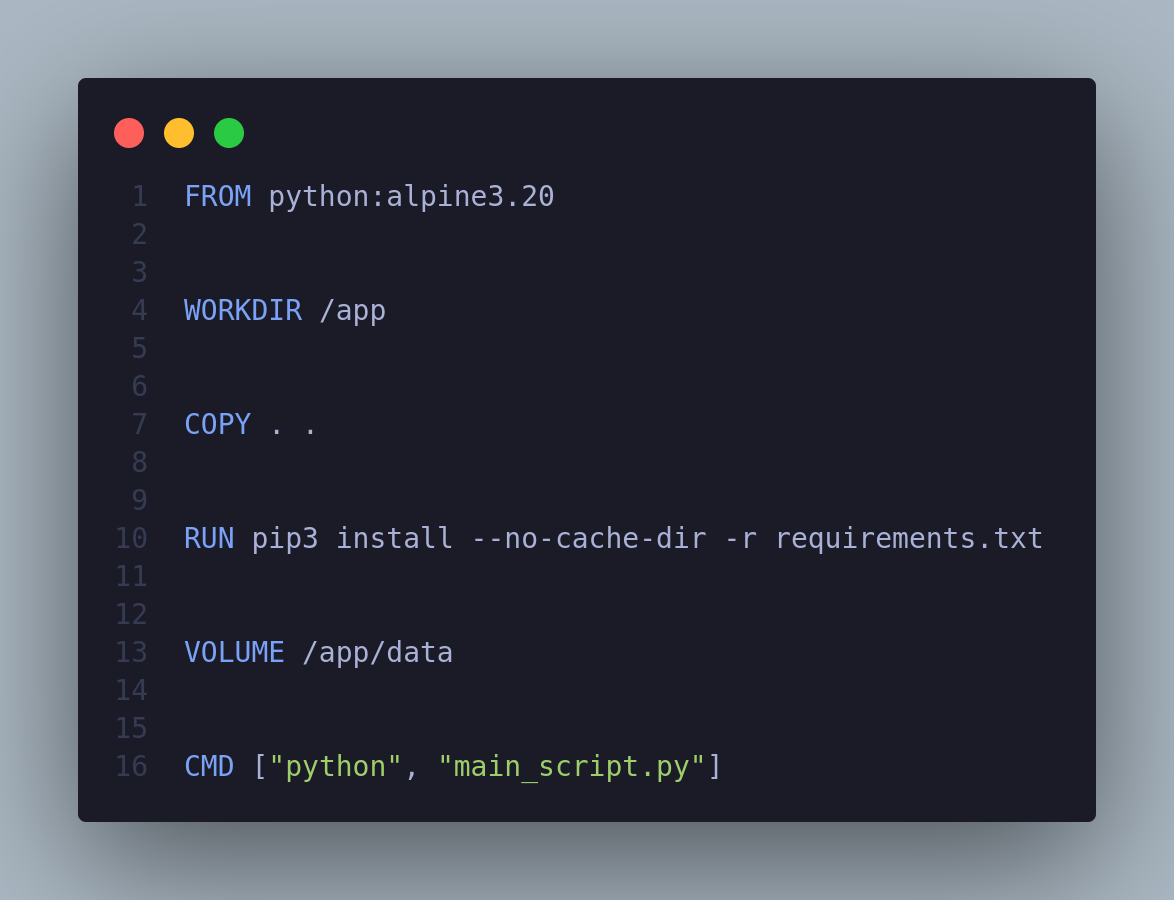 1 FROM python:alpine3.20
2
3
4 WORKDIR /app
5
6
7 COPY . .
8
9
10 RUN pip3 install --no-cache-dir -r requirements.txt
11
12
13 VOLUME /app/data
14
15
16 CMD ["python", "main_script.py"]